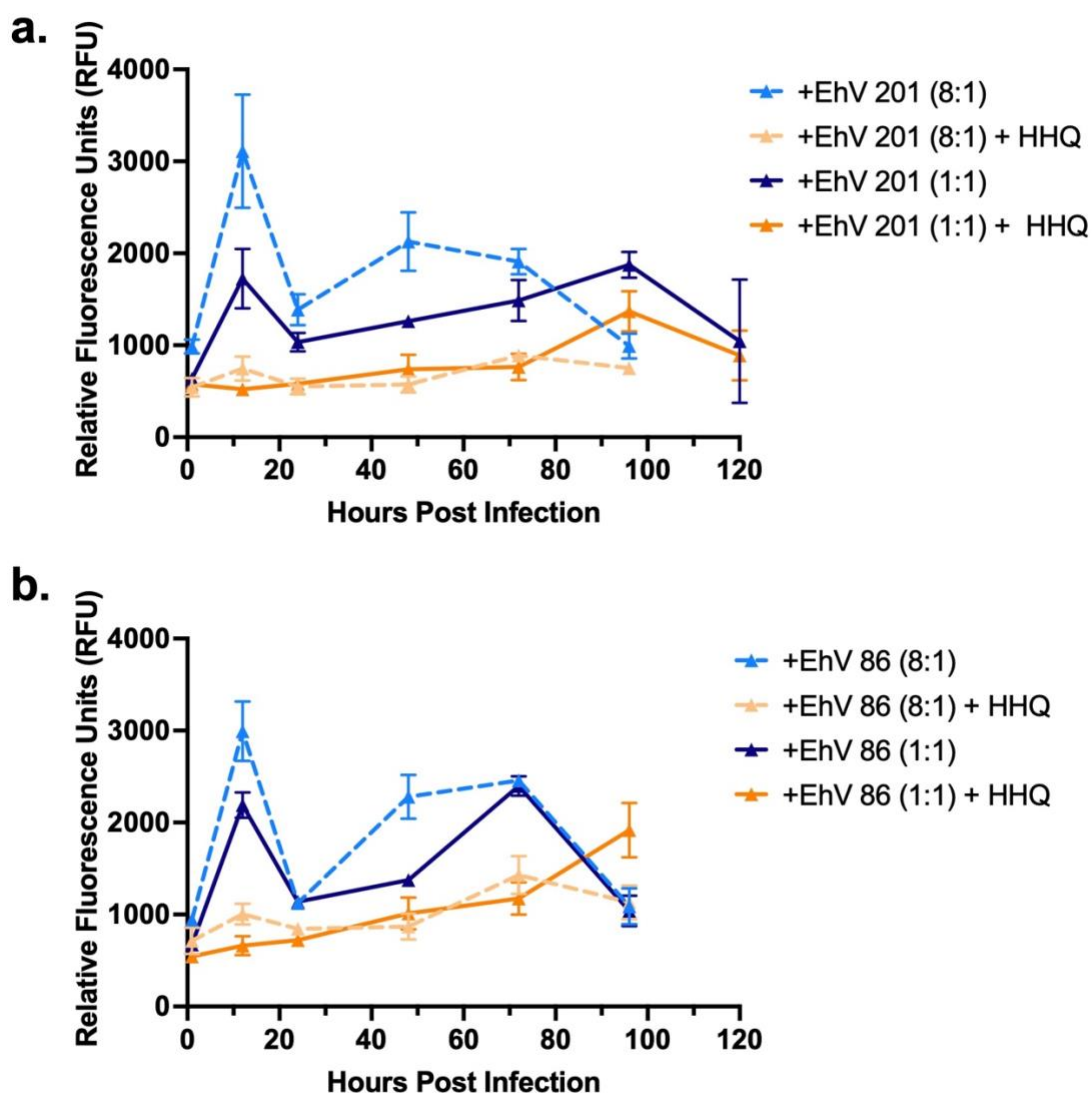 a.
Relative Fluorescence Units (RFU)
4000
3000
2000
1000
0
0 20 40 60 80 100 120
Hours Post Infection
+EhV 201 (8:1)
+EhV 201 (8:1) + HHQ
+EhV 201 (1:1)
+EhV 201 (1:1) + HHQ
b.
Relative Fluorescence Units (RFU)
4000
3000
2000
1000
0
0 20 40 60 80 100 120
Hours Post Infection
+EhV 86 (8:1)
+EhV 86 (8:1) + HHQ
+EhV 86 (1:1)
+EhV 86 (1:1) + HHQ